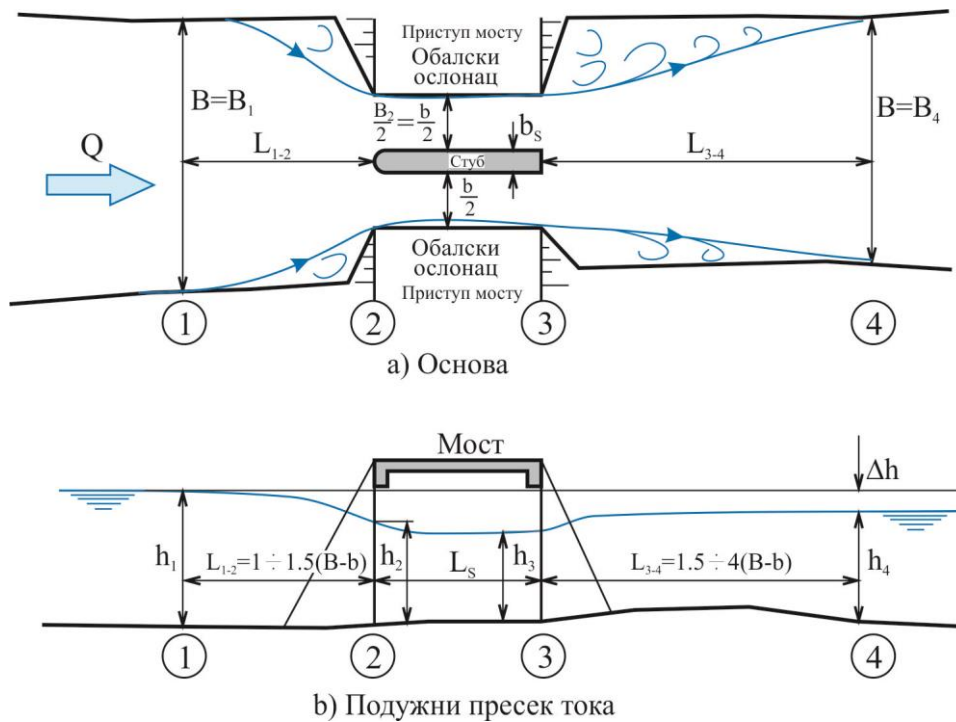 Приступ мосту
Обалски
ослонац
B=B₁
B₂/2=b/2
bₛ
B=B₄
Q
L₁₋₂
Стуб
L₃₋₄
b/2
Обалски
ослонац
Приступ мосту
1 2 3 4
а) Основа
Мост
Δh
h₁
L₁₋₂=1÷1.5(B-b)
h₂
Lₛ
h₃
L₃₋₄=1.5÷4(B-b)
h₄
1 2 3 4
b) Подужни пресек тока